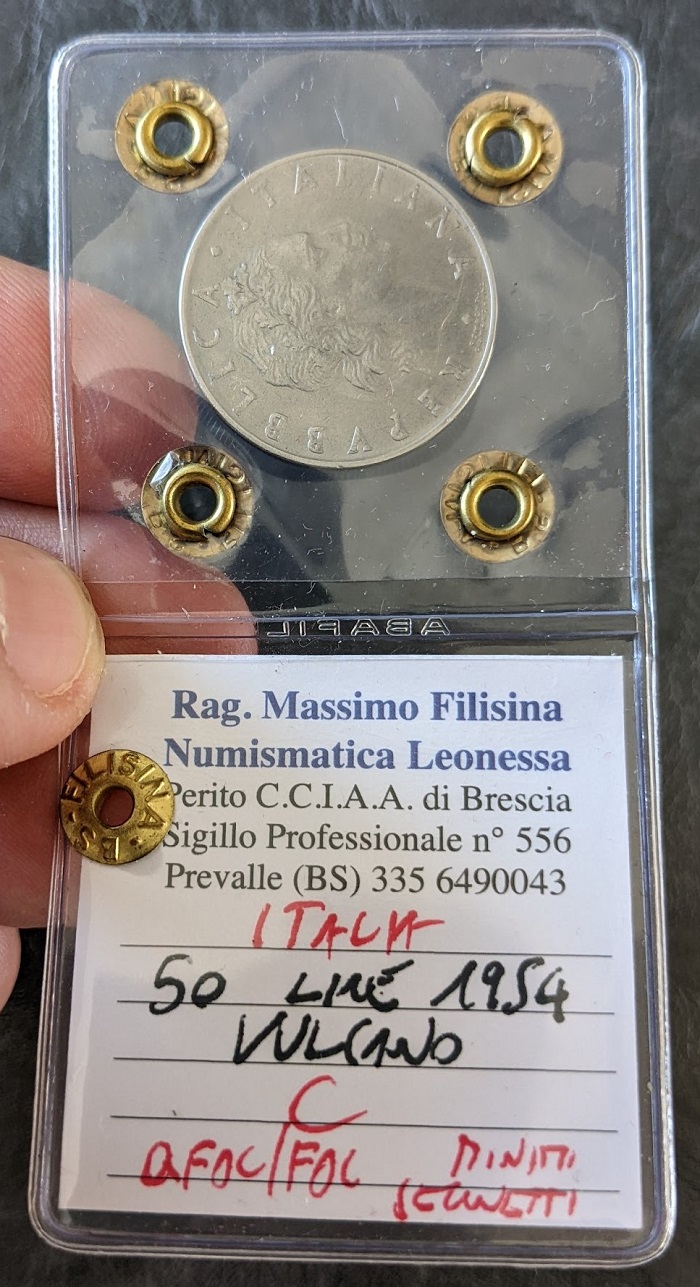 · ITALIANA · REPVBBLICA
ABAFIL
Rag. Massimo Filisina
Numismatica Leonessa
Perito C.C.I.A.A. di Brescia
Sigillo Professionale n° 556
Prevalle (BS) 335 6490043
· FILISINA · BS
ITALIA
50 LIRE 1954
VULCANO
C
QFDC/FDC MINIMI
SEGNETTI